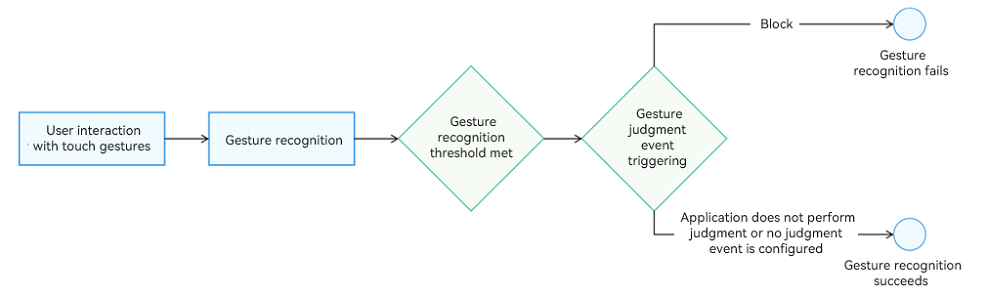 User interaction
with touch gestures
Gesture recognition
Gesture
recognition
threshold met
Gesture
judgment
event
triggering
Block
Gesture
recognition fails
Application does not perform
judgment or no judgment
event is configured
Gesture recognition
succeeds